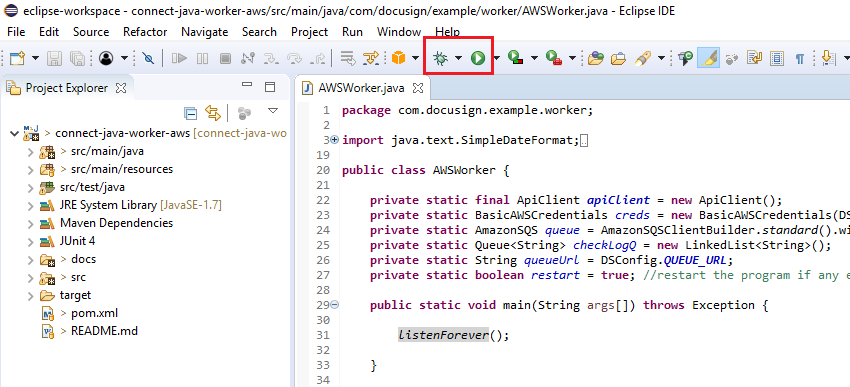 eclipse-workspace - connect-java-worker-aws/src/main/java/com/docusign/example/worker/AWSWorker.java - Eclipse IDE
File Edit Source Refactor Navigate Search Project Run Window Help
Project Explorer
connect-java-worker-aws [connect-java-wo
> src/main/java
> src/main/resources
src/test/java
JRE System Library [JavaSE-1.7]
Maven Dependencies
JUnit 4
> docs
> src
target
> pom.xml
> README.md
AWSWorker.java
1 package com.docusign.example.worker;
2
3 import java.text.SimpleDateFormat;
19
20 public class AWSWorker {
21
22 private static final ApiClient apiClient = new ApiClient();
23 private static BasicAWSCredentials creds = new BasicAWSCredentials(DS
24 private static AmazonSQS queue = AmazonSQSClientBuilder.standard().wi
25 private static Queue<String> checkLogQ = new LinkedList<String>();
26 private static String queueUrl = DSConfig.QUEUE_URL;
27 private static boolean restart = true; //restart the program if any e
28
29 public static void main(String args[]) throws Exception {
30
31 listenForever();
32
33 }
34